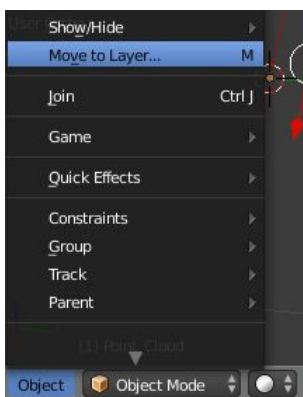 Show/Hide
Move to Layer... M
Join Ctrl J
Game
Quick Effects
Constraints
Group
Track
Parent
(1) Point_Cloud
Object Object Mode